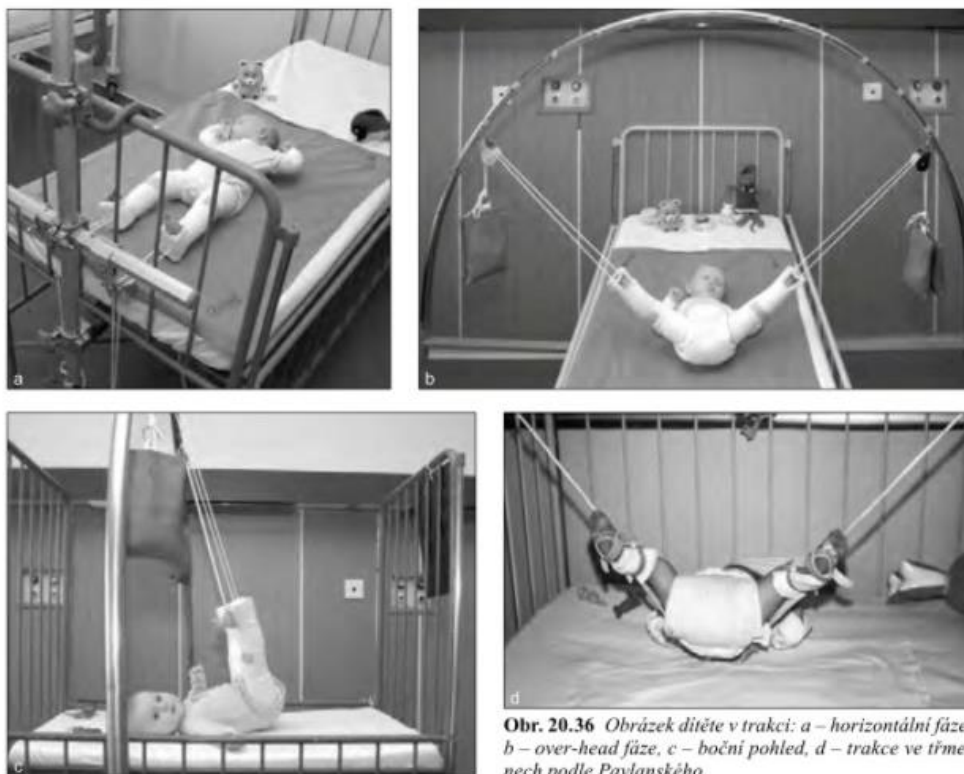 a
b
c
d
Obr. 20.36 Obrázek dítěte v trakci: a – horizontální fáze
b – over-head fáze, c – boční pohled, d – trakce ve třme-
nech podle Pavlanského